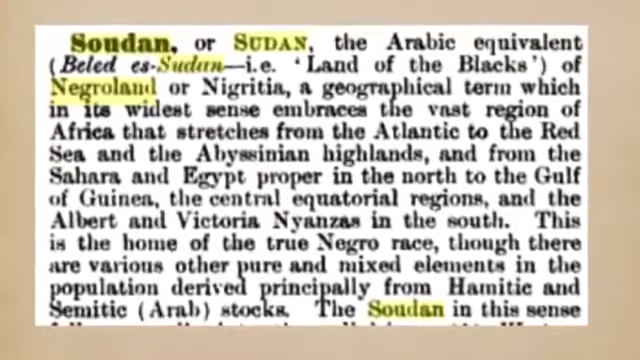 Soudan, or SUDAN, the Arabic equivalent
(Beled es-Sudan—i.e. 'Land of the Blacks') of
Negroland or Nigritia, a geographical term which
in its widest sense embraces the vast region of
Africa that stretches from the Atlantic to the Red
Sea and the Abyssinian highlands, and from the
Sahara and Egypt proper in the north to the Gulf
of Guinea, the central equatorial regions, and the
Albert and Victoria Nyanzas in the south. This
is the home of the true Negro race, though there
are various other pure and mixed elements in the
population derived principally from Hamitic and
Semitic (Arab) stocks. The Soudan in this sense